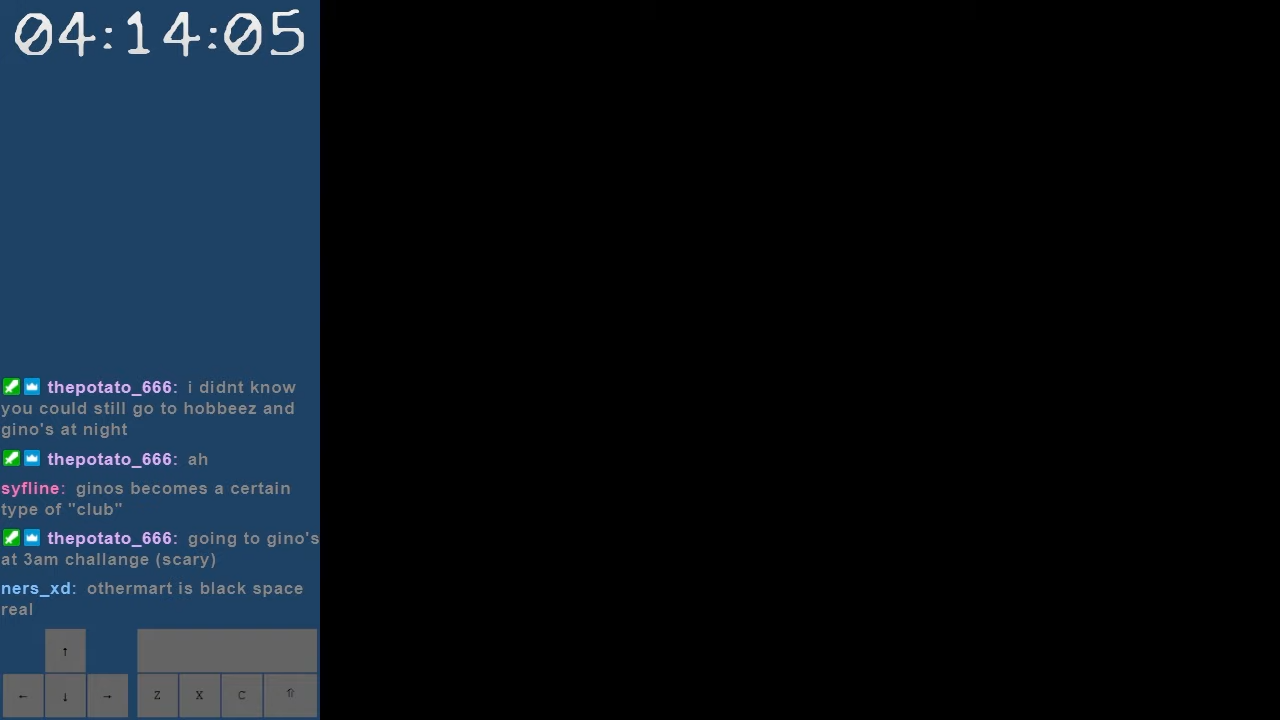 04:14:05
thepotato_666: i didnt know
you could still go to hobbeez and
gino's at night
thepotato_666: ah
syfline: ginos becomes a certain
type of "club"
thepotato_666: going to gino's
at 3am challange (scary)
ners_xd: othermart is black space
real
↑
← ↓ → Z X C ⇧